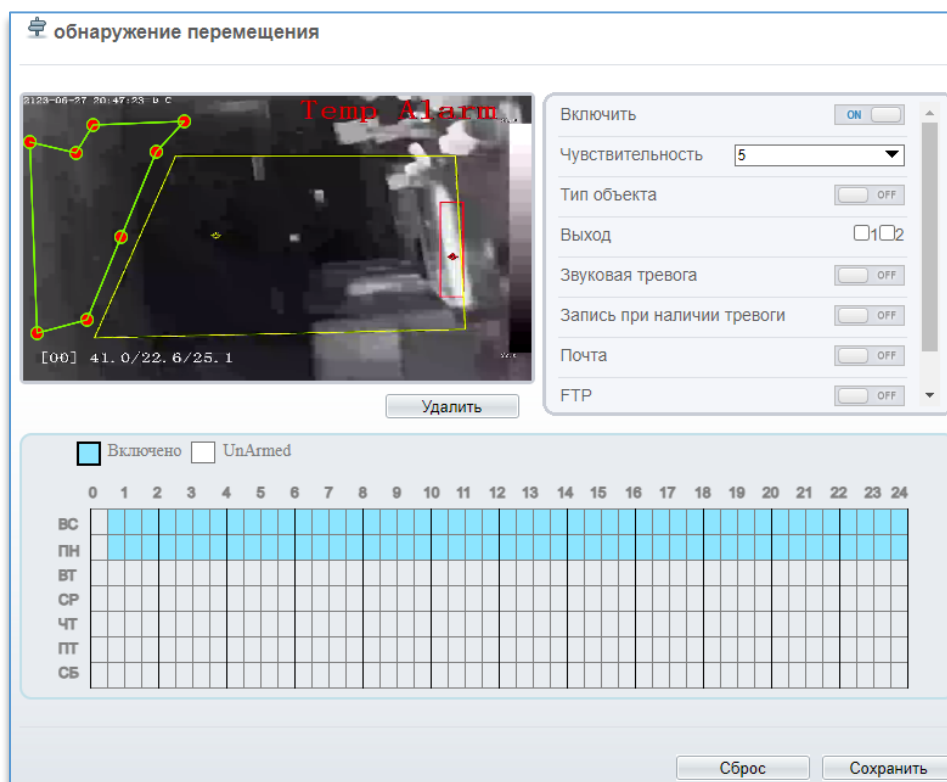 обнаружение перемещения
2123-06-27 20:47:23 b C
Temp Alarm
[00] 41.0/22.6/25.1
Удалить
Включить ON
Чувствительность 5
Тип объекта OFF
Выход 1 2
Звуковая тревога OFF
Запись при наличии тревоги OFF
Почта OFF
FTP OFF
Включено UnArmed
0 1 2 3 4 5 6 7 8 9 10 11 12 13 14 15 16 17 18 19 20 21 22 23 24
ВС
ПН
ВТ
СР
ЧТ
ПТ
СБ
Сброс Сохранить